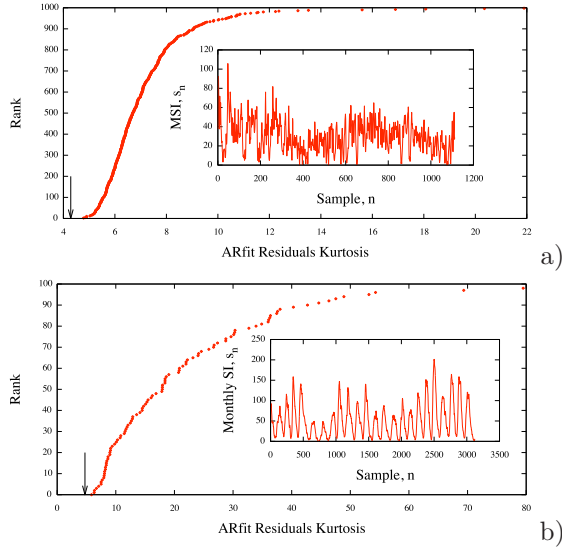 1000
900
800
700
600
500
400
300
200
100
0
Rank
4 6 8 10 12 14 16 18 20 22
ARfit Residuals Kurtosis
120
100
80
60
40
20
0
MSI, sn
0 200 400 600 800 1000 1200
Sample, n
a)
100
90
80
70
60
50
40
30
20
10
0
Rank
0 10 20 30 40 50 60 70 80
ARfit Residuals Kurtosis
250
200
150
100
50
0
Monthly SI, sn
0 500 1000 1500 2000 2500 3000 3500
Sample, n
b)